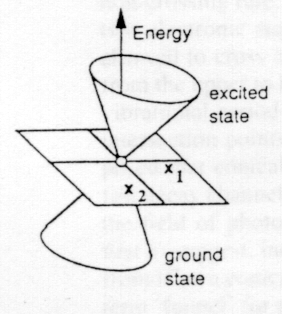 Energy
excited
state
x1
x2
ground
state